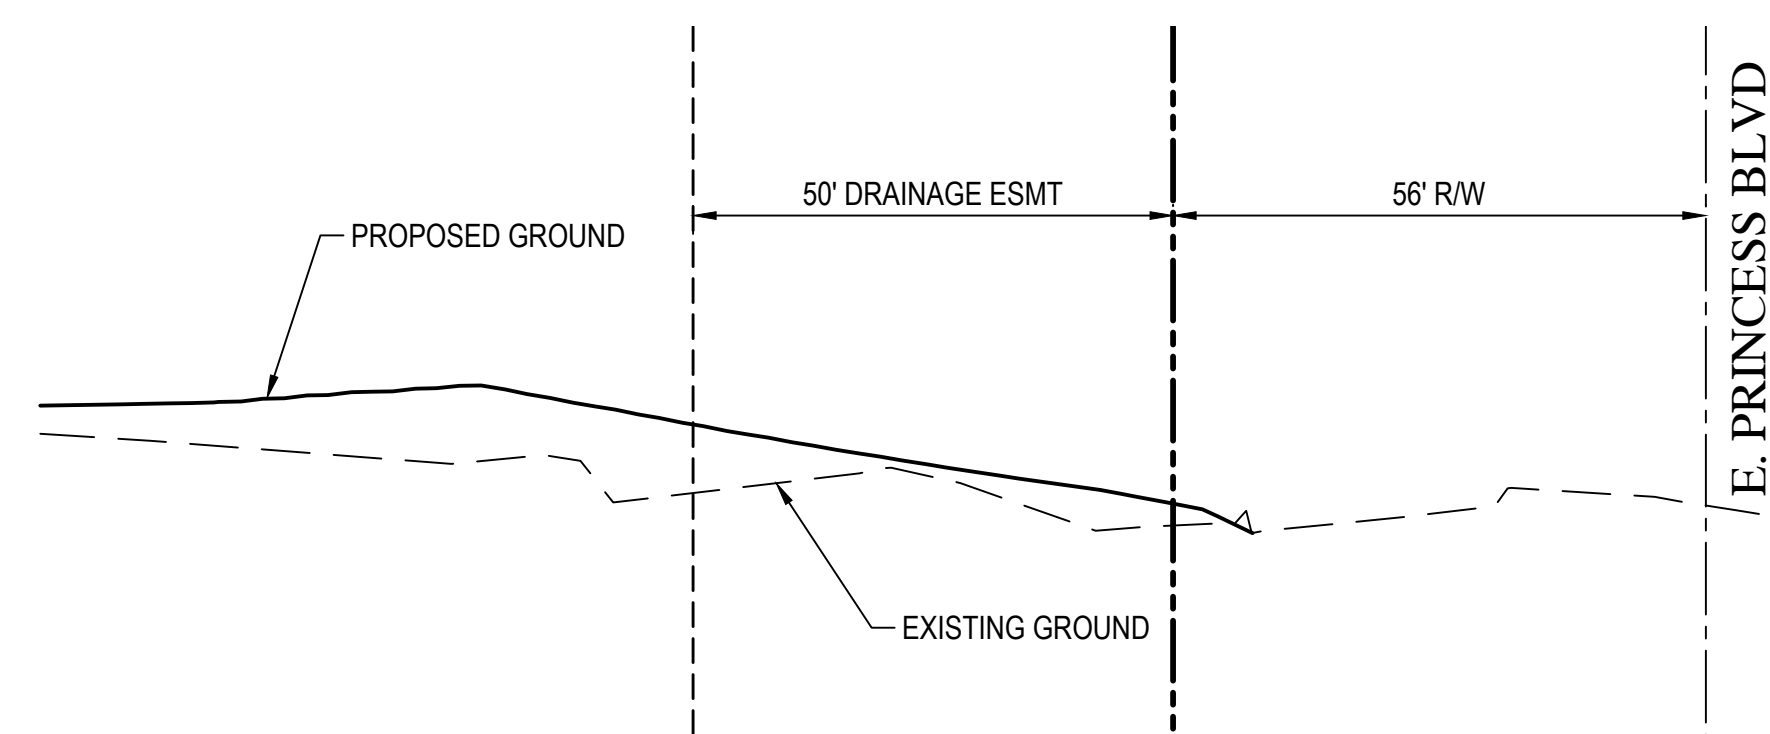 50' DRAINAGE ESMT
56' R/W
PROPOSED GROUND
EXISTING GROUND
E. PRINCESS BLVD